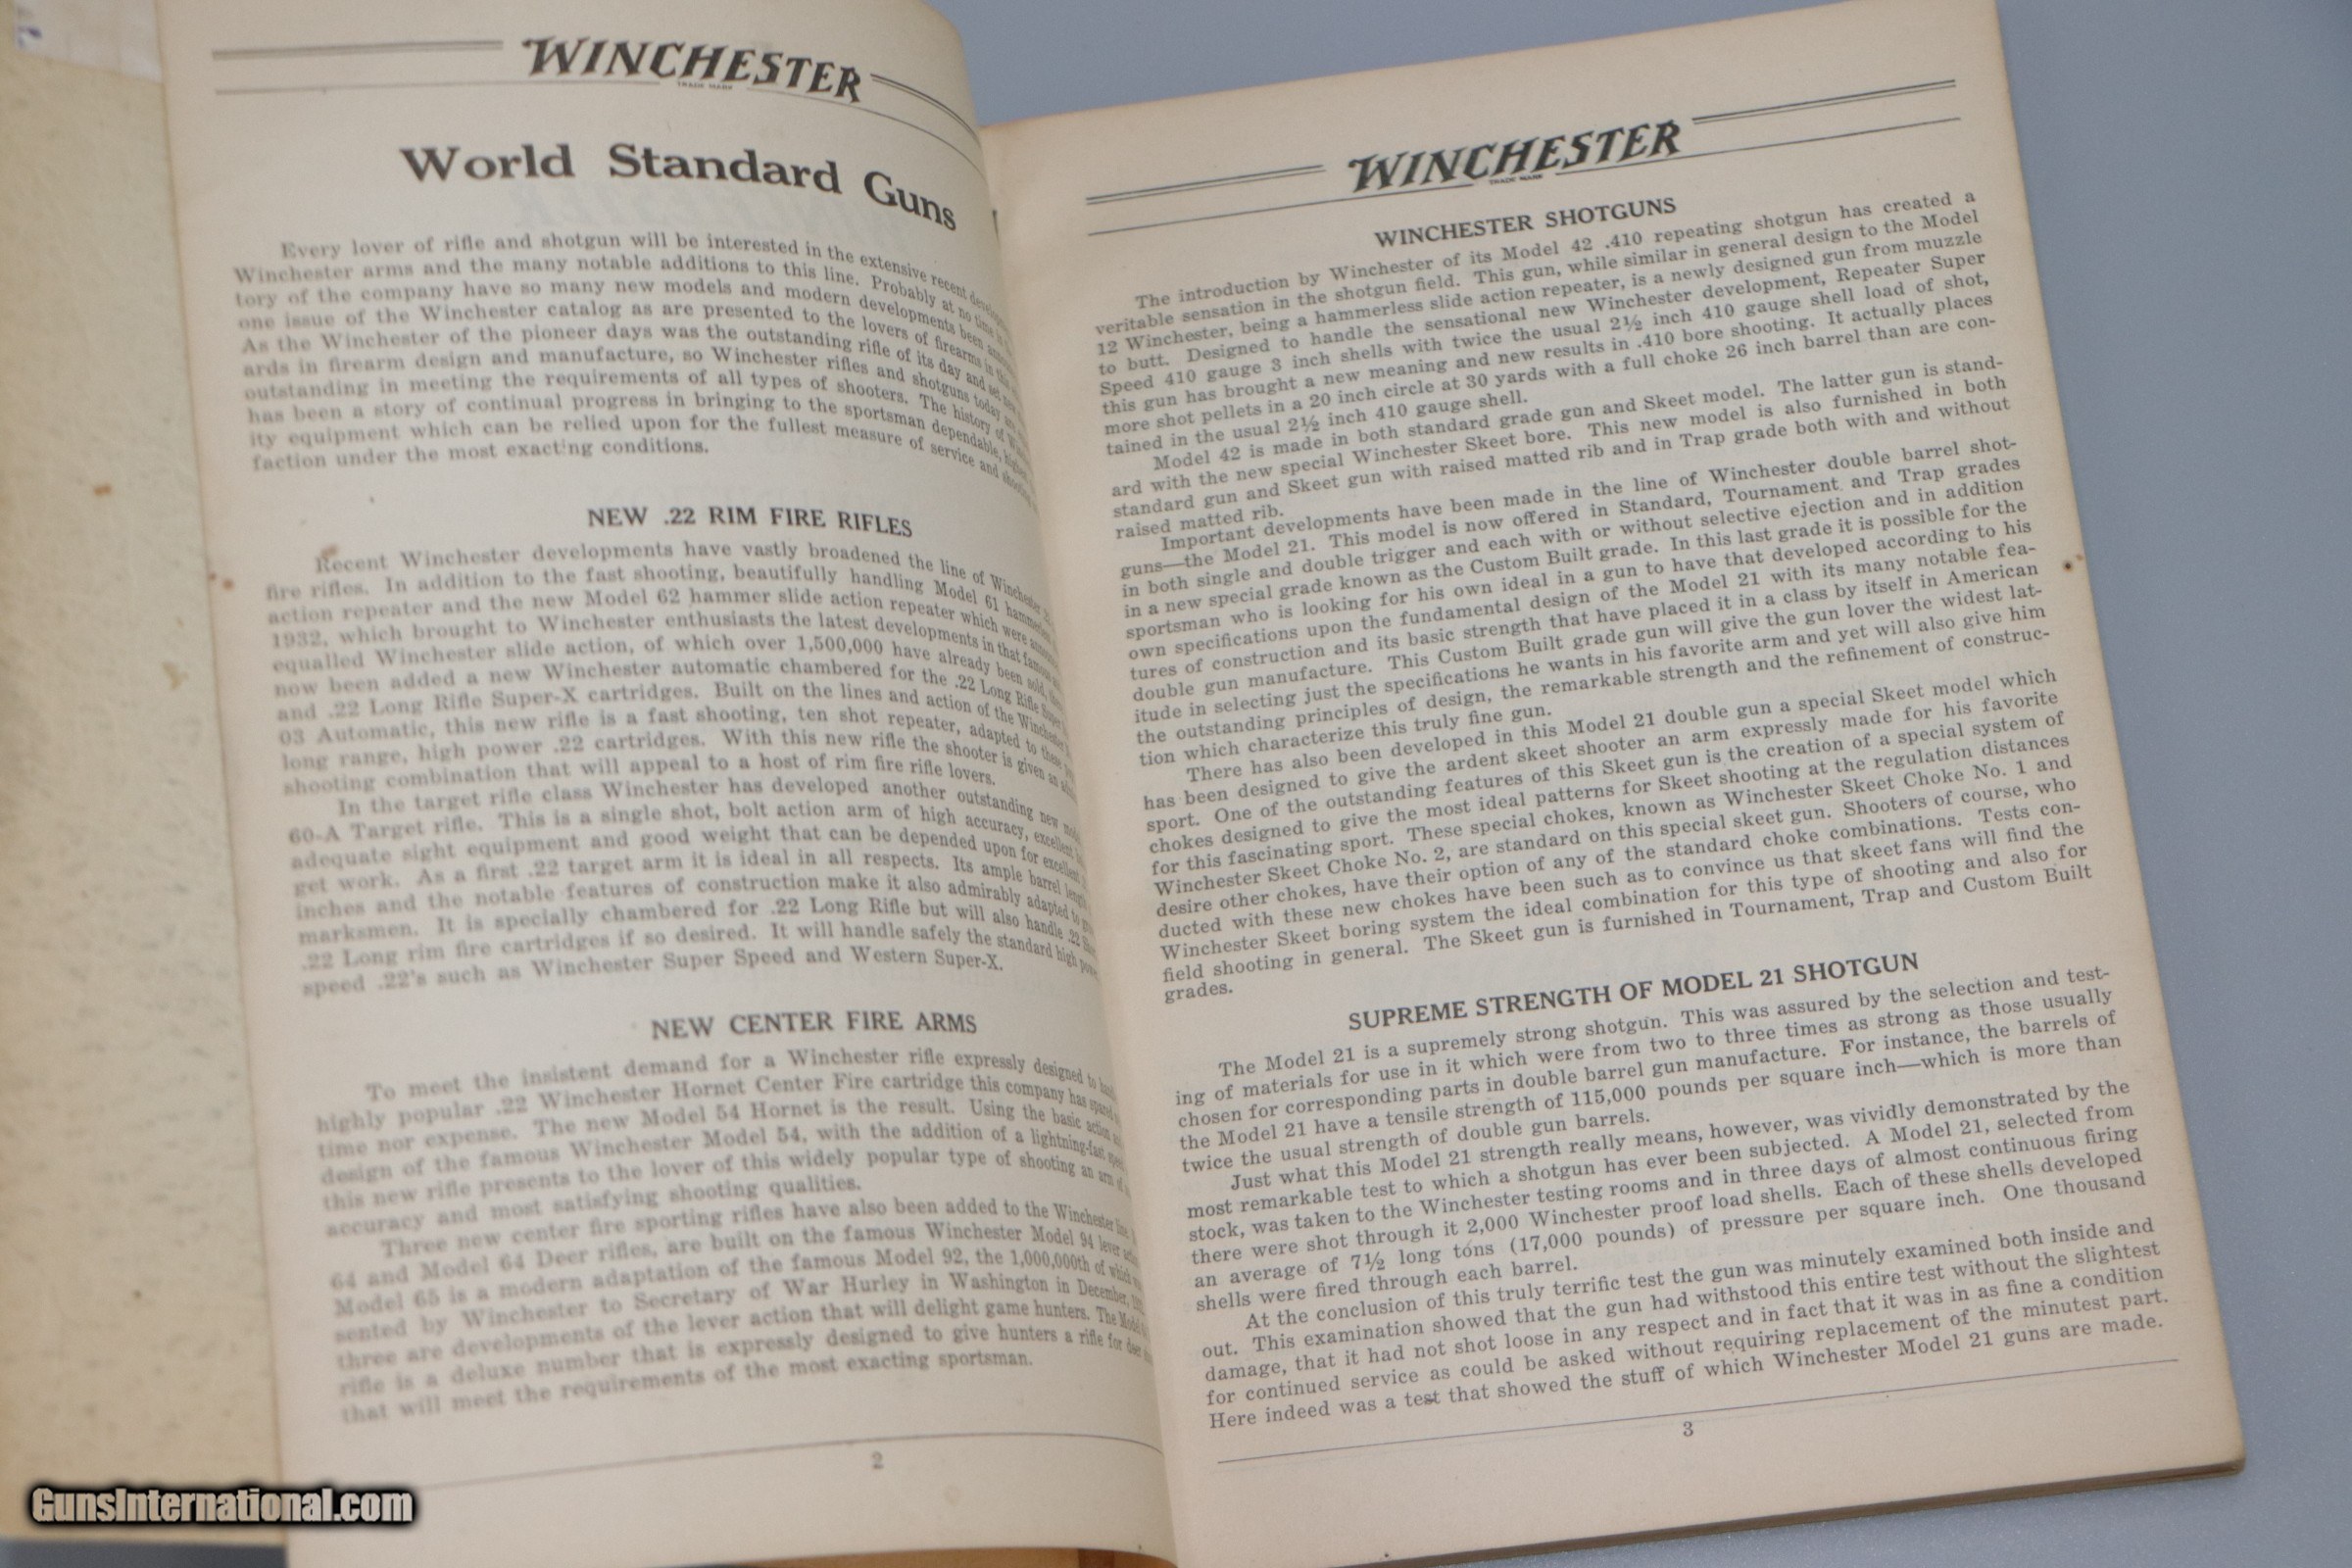 WINCHESTER
TRADE MARK
World Standard Guns
Every lover of rifle and shotgun will be interested in the extensive recent
Winchester arms and the many notable additions to this line. Probably at no time
tory of the company have so many new models and modern developments been
one issue of the Winchester catalog as are presented to the lovers of firearms in this
As the Winchester of the pioneer days was the outstanding rifle of its day and set new
ards in firearm design and manufacture, so Winchester rifles and shotguns today are
outstanding in meeting the requirements of all types of shooters. The history of
has been a story of continual progress in bringing to the sportsman dependable,
ity equipment which can be relied upon for the fullest measure of service and shooting
faction under the most exacting conditions.
NEW .22 RIM FIRE RIFLES
Recent Winchester developments have vastly broadened the line of Winchester
fire rifles. In addition to the fast shooting, beautifully handling Model 61 hammerless
action repeater and the new Model 62 hammer slide action repeater which were
1932, which brought to Winchester enthusiasts the latest developments in that famous
equalled Winchester slide action, of which over 1,500,000 have already been sold,
now been added a new Winchester automatic chambered for the .22 Long Rifle Super
and .22 Long Rifle Super-X cartridges. Built on the lines and action of the Winchester
03 Automatic, this new rifle is a fast shooting, ten shot repeater, adapted to these
long range, high power .22 cartridges. With this new rifle the shooter is given an
shooting combination that will appeal to a host of rim fire rifle lovers.
In the target rifle class Winchester has developed another outstanding new
60-A Target rifle. This is a single shot, bolt action arm of high accuracy, excellent
adequate sight equipment and good weight that can be depended upon for excellent
get work. As a first .22 target arm it is ideal in all respects. Its ample barrel length
inches and the notable features of construction make it also admirably adapted to
marksmen. It is specially chambered for .22 Long Rifle but will also handle .22
.22 Long rim fire cartridges if so desired. It will handle safely the standard high power
speed .22's such as Winchester Super Speed and Western Super-X.
NEW CENTER FIRE ARMS
To meet the insistent demand for a Winchester rifle expressly designed to
highly popular .22 Winchester Hornet Center Fire cartridge this company has spared
time nor expense. The new Model 54 Hornet is the result. Using the basic action
design of the famous Winchester Model 54, with the addition of a lightning-fast
this new rifle presents to the lover of this widely popular type of shooting an arm of
accuracy and most satisfying shooting qualities.
Three new center fire sporting rifles have also been added to the Winchester line.
64 and Model 64 Deer rifles, are built on the famous Winchester Model 94 lever
Model 65 is a modern adaptation of the famous Model 92, the 1,000,000th of which
sented by Winchester to Secretary of War Hurley in Washington in December,
three are developments of the lever action that will delight game hunters. The Model
rifle is a deluxe number that is expressly designed to give hunters a rifle for deer
that will meet the requirements of the most exacting sportsman.
2
WINCHESTER
TRADE MARK
WINCHESTER SHOTGUNS
The introduction by Winchester of its Model 42 .410 repeating shotgun has created a
veritable sensation in the shotgun field. This gun, while similar in general design to the Model
12 Winchester, being a hammerless slide action repeater, is a newly designed gun from muzzle
to butt. Designed to handle the sensational new Winchester development, Repeater Super
Speed 410 gauge 3 inch shells with twice the usual 2½ inch 410 gauge shell load of shot,
this gun has brought a new meaning and new results in .410 bore shooting. It actually places
more shot pellets in a 20 inch circle at 30 yards with a full choke 26 inch barrel than are con-
tained in the usual 2½ inch 410 gauge shell.
Model 42 is made in both standard grade gun and Skeet model. The latter gun is stand-
ard with the new special Winchester Skeet bore. This new model is also furnished in both
standard gun and Skeet gun with raised matted rib and in Trap grade both with and without
raised matted rib.
Important developments have been made in the line of Winchester double barrel shot-
guns—the Model 21. This model is now offered in Standard, Tournament and Trap grades
in both single and double trigger and each with or without selective ejection and in addition
in a new special grade known as the Custom Built grade. In this last grade it is possible for the
sportsman who is looking for his own ideal in a gun to have that developed according to his
own specifications upon the fundamental design of the Model 21 with its many notable fea-
tures of construction and its basic strength that have placed it in a class by itself in American
double gun manufacture. This Custom Built grade gun will give the gun lover the widest lat-
itude in selecting just the specifications he wants in his favorite arm and yet will also give him
the outstanding principles of design, the remarkable strength and the refinement of construc-
tion which characterize this truly fine gun.
There has also been developed in this Model 21 double gun a special Skeet model which
has been designed to give the ardent skeet shooter an arm expressly made for his favorite
sport. One of the outstanding features of this Skeet gun is the creation of a special system of
chokes designed to give the most ideal patterns for Skeet shooting at the regulation distances
for this fascinating sport. These special chokes, known as Winchester Skeet Choke No. 1 and
Winchester Skeet Choke No. 2, are standard on this special skeet gun. Shooters of course, who
desire other chokes, have their option of any of the standard choke combinations. Tests con-
ducted with these new chokes have been such as to convince us that skeet fans will find the
Winchester Skeet boring system the ideal combination for this type of shooting and also for
field shooting in general. The Skeet gun is furnished in Tournament, Trap and Custom Built
grades.
SUPREME STRENGTH OF MODEL 21 SHOTGUN
The Model 21 is a supremely strong shotgun. This was assured by the selection and test-
ing of materials for use in it which were from two to three times as strong as those usually
chosen for corresponding parts in double barrel gun manufacture. For instance, the barrels of
the Model 21 have a tensile strength of 115,000 pounds per square inch—which is more than
twice the usual strength of double gun barrels.
Just what this Model 21 strength really means, however, was vividly demonstrated by the
most remarkable test to which a shotgun has ever been subjected. A Model 21, selected from
stock, was taken to the Winchester testing rooms and in three days of almost continuous firing
there were shot through it 2,000 Winchester proof load shells. Each of these shells developed
an average of 7½ long tons (17,000 pounds) of pressure per square inch. One thousand
shells were fired through each barrel.
At the conclusion of this truly terrific test the gun was minutely examined both inside and
out. This examination showed that the gun had withstood this entire test without the slightest
damage, that it had not shot loose in any respect and in fact that it was in as fine a condition
for continued service as could be asked without requiring replacement of the minutest part.
Here indeed was a test that showed the stuff of which Winchester Model 21 guns are made.
3
GunsInternational.com